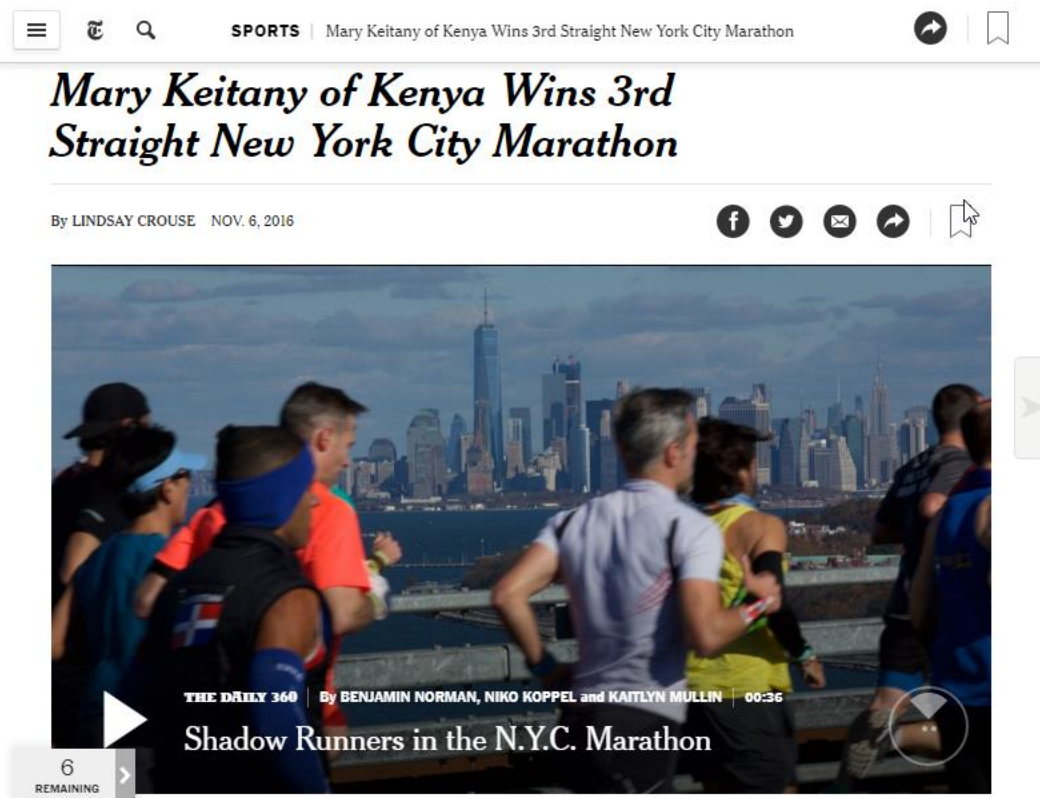 SPORTS | Mary Keitany of Kenya Wins 3rd Straight New York City Marathon
Mary Keitany of Kenya Wins 3rd
Straight New York City Marathon
By LINDSAY CROUSE NOV. 6, 2016
THE DAILY 360 | By BENJAMIN NORMAN, NIKO KOPPEL and KAITLYN MULLIN | 00:36
Shadow Runners in the N.Y.C. Marathon
6
REMAINING